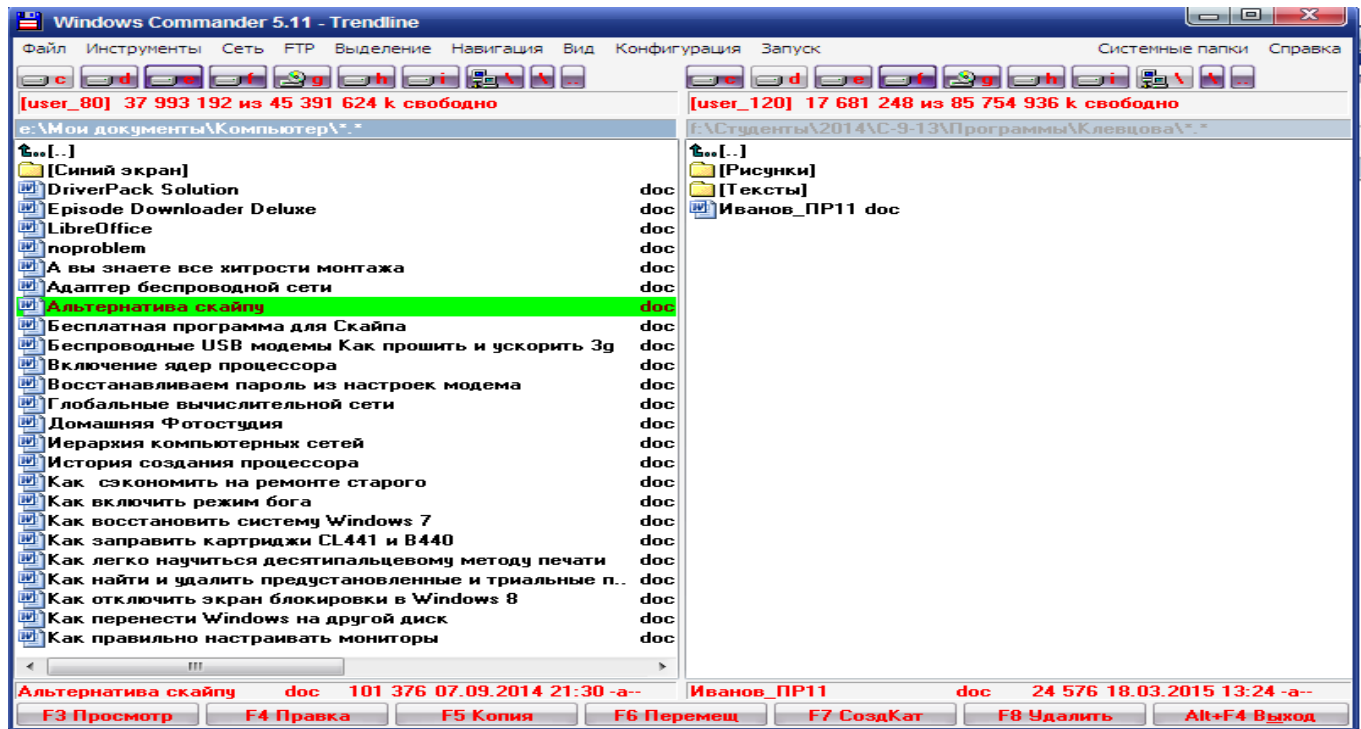 Windows Commander 5.11 - Trendline
Файл Инструменты Сеть FTP Выделение Навигация Вид Конфигурация Запуск Системные папки Справка
c d e f g h i \ \ .. c d e f g h i \ \ ..
[user_80] 37 993 192 из 45 391 624 k свободно
[user_120] 17 681 248 из 85 754 936 k свободно
e:\Мои документы\Компьютер\*.*
f:\Студенты\2014\С-9-13\Программы\Клевцова\*.*
[..]
[Синий экран]
DriverPack Solution doc
Episode Downloader Deluxe doc
LibreOffice doc
noproblem doc
А вы знаете все хитрости монтажа doc
Адаптер беспроводной сети doc
Альтернатива скайпу doc
Бесплатная программа для Скайпа doc
Беспроводные USB модемы Как прошить и ускорить 3g doc
Включение ядер процессора doc
Восстанавливаем пароль из настроек модема doc
Глобальные вычислительной сети doc
Домашняя Фотостудия doc
Иерархия компьютерных сетей doc
История создания процессора doc
Как сэкономить на ремонте старого doc
Как включить режим бога doc
Как восстановить систему Windows 7 doc
Как заправить картриджи CL441 и B440 doc
Как легко научиться десятипальцевому методу печати doc
Как найти и удалить предустановленные и триальные п.. doc
Как отключить экран блокировки в Windows 8 doc
Как перенести Windows на другой диск doc
Как правильно настраивать мониторы doc
[..]
[Рисунки]
[Тексты]
Иванов_ПР11 doc
Альтернатива скайпу doc 101 376 07.09.2014 21:30 -a--
Иванов_ПР11 doc 24 576 18.03.2015 13:24 -a--
F3 Просмотр F4 Правка F5 Копия F6 Перемещ F7 СоздКат F8 Удалить Alt+F4 Выход